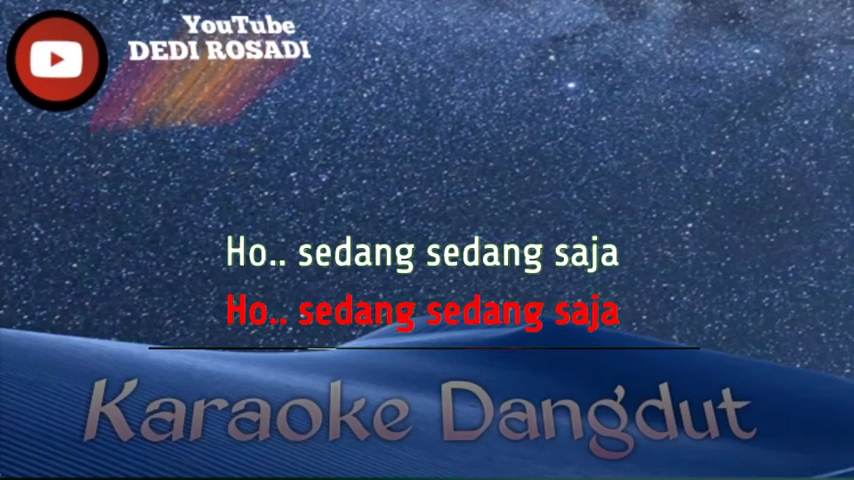 YouTube
DEDI ROSADI
Ho.. sedang sedang saja
Ho.. sedang sedang saja
Karaoke Dangdut